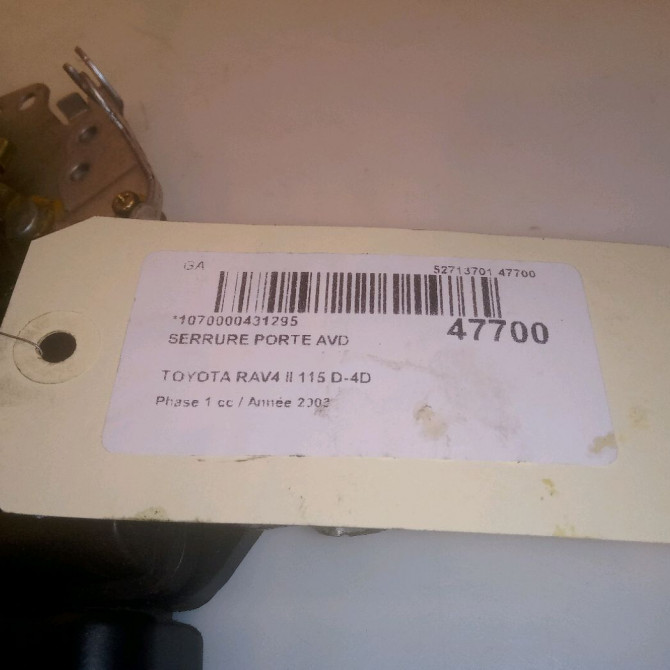 GA
52713701 47700
*1070000431295
47700
SERRURE PORTE AVD
TOYOTA RAV4 II 115 D-4D
Phase 1 cc / Année 2003